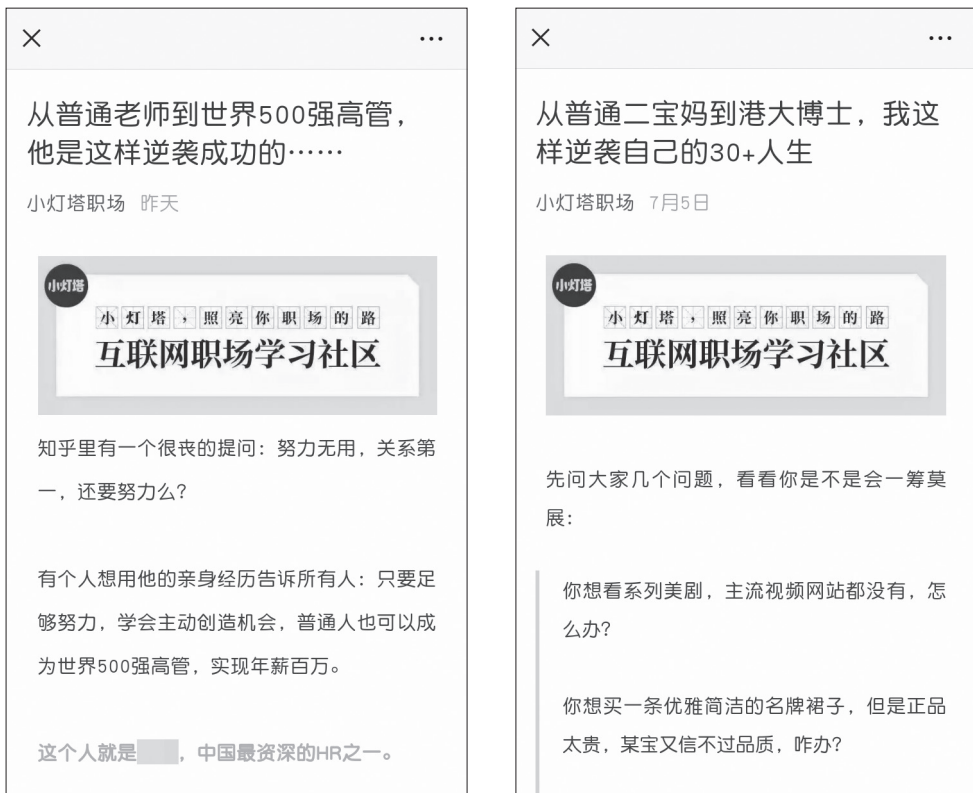 从普通老师到世界500强高管，
他是这样逆袭成功的……
小灯塔职场 昨天
小灯塔
小灯塔，照亮你职场的路
互联网职场学习社区
知乎里有一个很丧的提问：努力无用，关系第
一，还要努力么？
有个人想用他的亲身经历告诉所有人：只要足
够努力，学会主动创造机会，普通人也可以成
为世界500强高管，实现年薪百万。
这个人就是 ，中国最资深的HR之一。
从普通二宝妈到港大博士，我这
样逆袭自己的30+人生
小灯塔职场 7月5日
小灯塔
小灯塔，照亮你职场的路
互联网职场学习社区
先问大家几个问题，看看你是不是会一筹莫
展：
你想看系列美剧，主流视频网站都没有，怎
么办？
你想买一条优雅简洁的名牌裙子，但是正品
太贵，某宝又信不过品质，咋办？